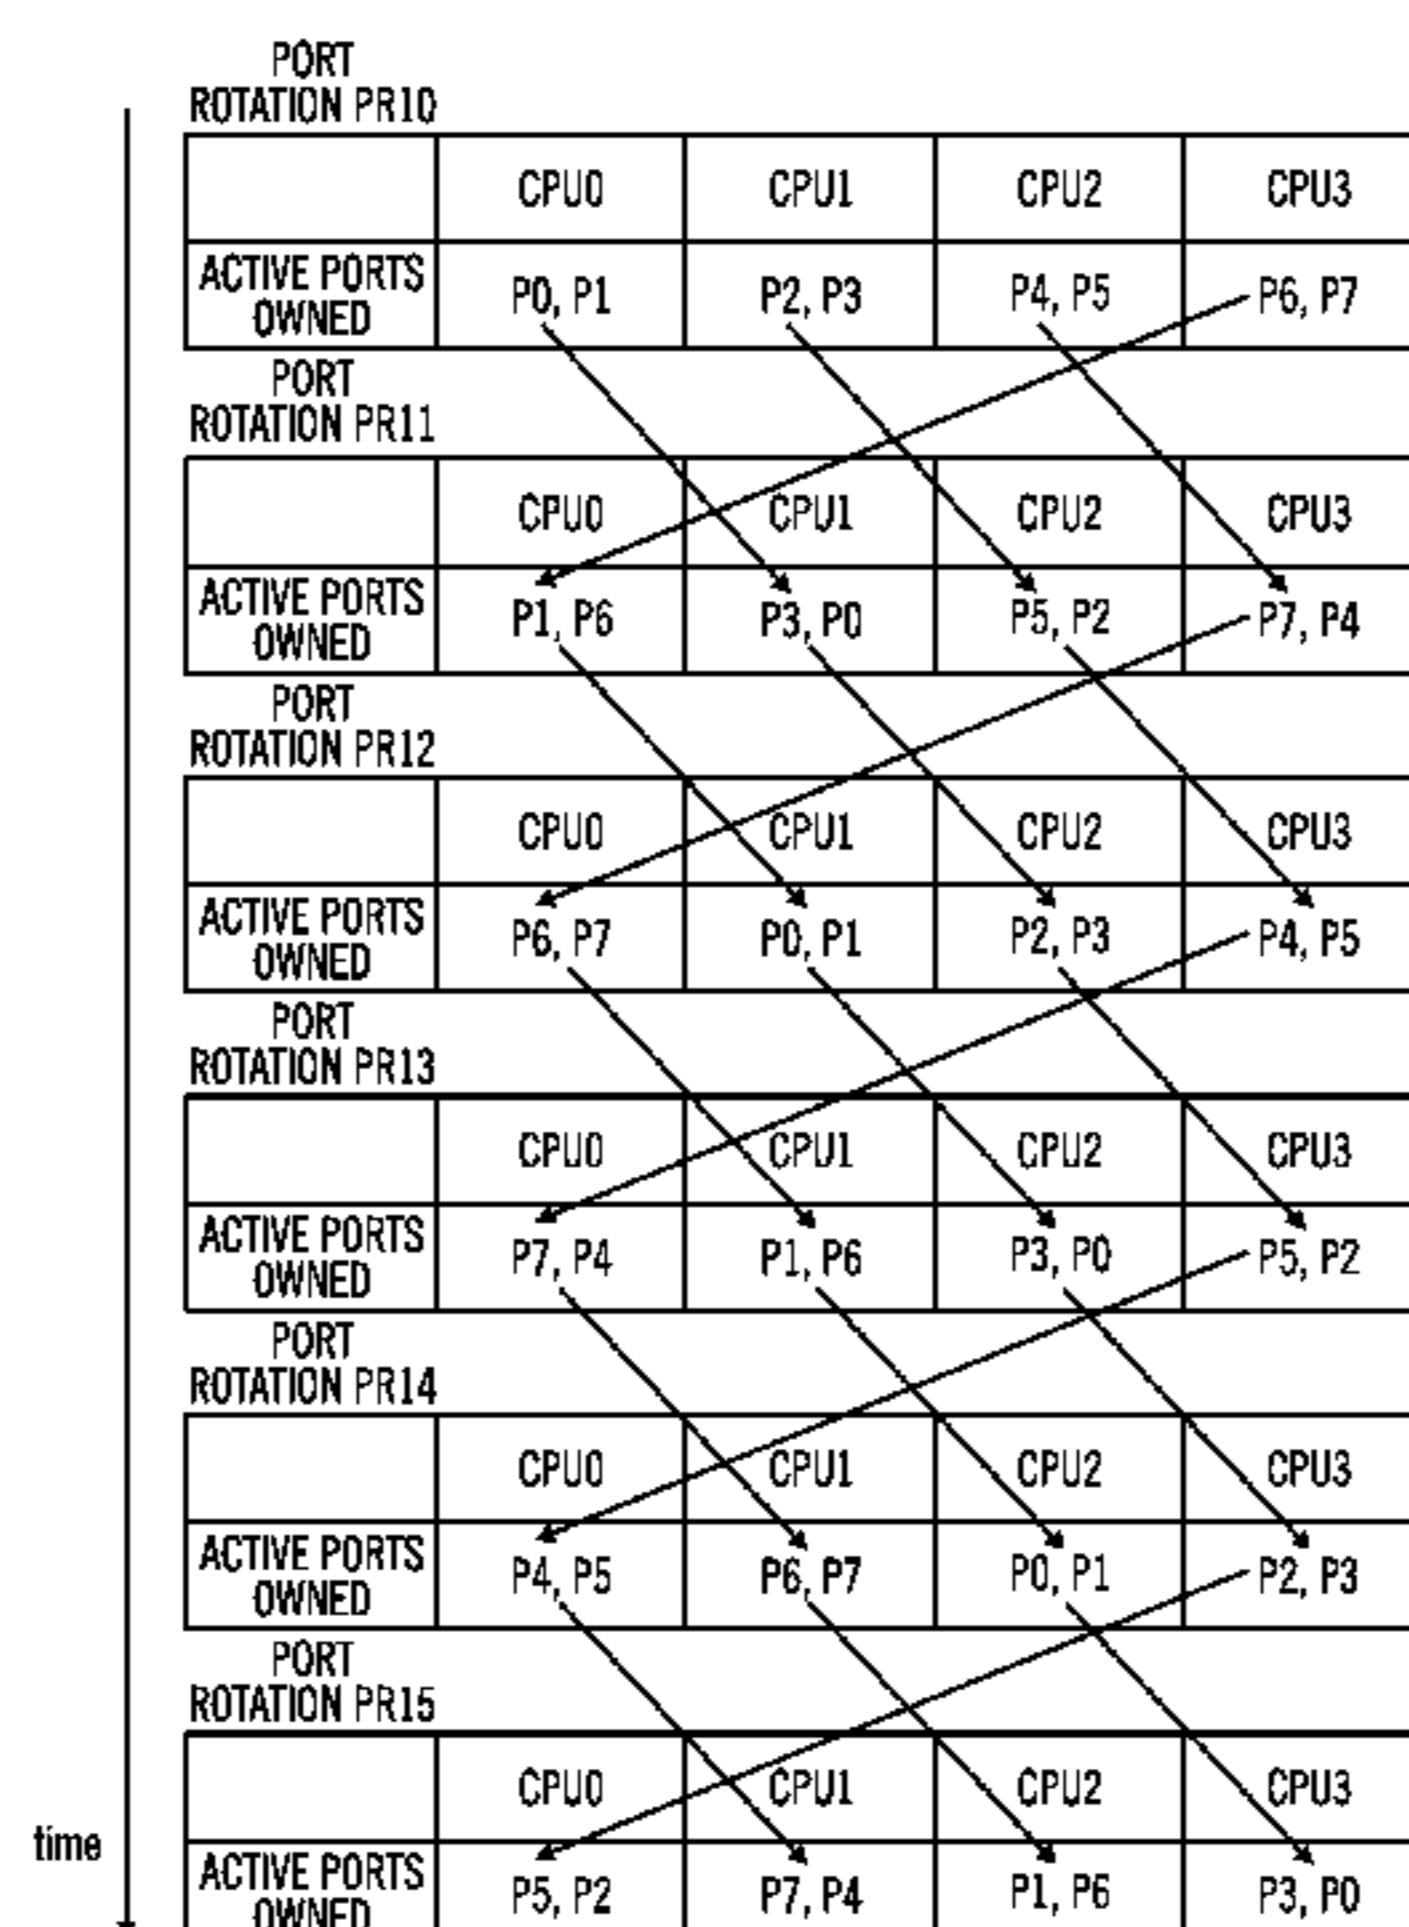 PORT
ROTATION PR10
CPU0 CPU1 CPU2 CPU3
ACTIVE PORTS
OWNED
P0, P1 P2, P3 P4, P5 P6, P7
PORT
ROTATION PR11
CPU0 CPU1 CPU2 CPU3
ACTIVE PORTS
OWNED
P1, P6 P3, P0 P5, P2 P7, P4
PORT
ROTATION PR12
CPU0 CPU1 CPU2 CPU3
ACTIVE PORTS
OWNED
P6, P7 P0, P1 P2, P3 P4, P5
PORT
ROTATION PR13
CPU0 CPU1 CPU2 CPU3
ACTIVE PORTS
OWNED
P7, P4 P1, P6 P3, P0 P5, P2
PORT
ROTATION PR14
CPU0 CPU1 CPU2 CPU3
ACTIVE PORTS
OWNED
P4, P5 P6, P7 P0, P1 P2, P3
PORT
ROTATION PR15
CPU0 CPU1 CPU2 CPU3
time
ACTIVE PORTS
OWNED
P5, P2 P7, P4 P1, P6 P3, P0